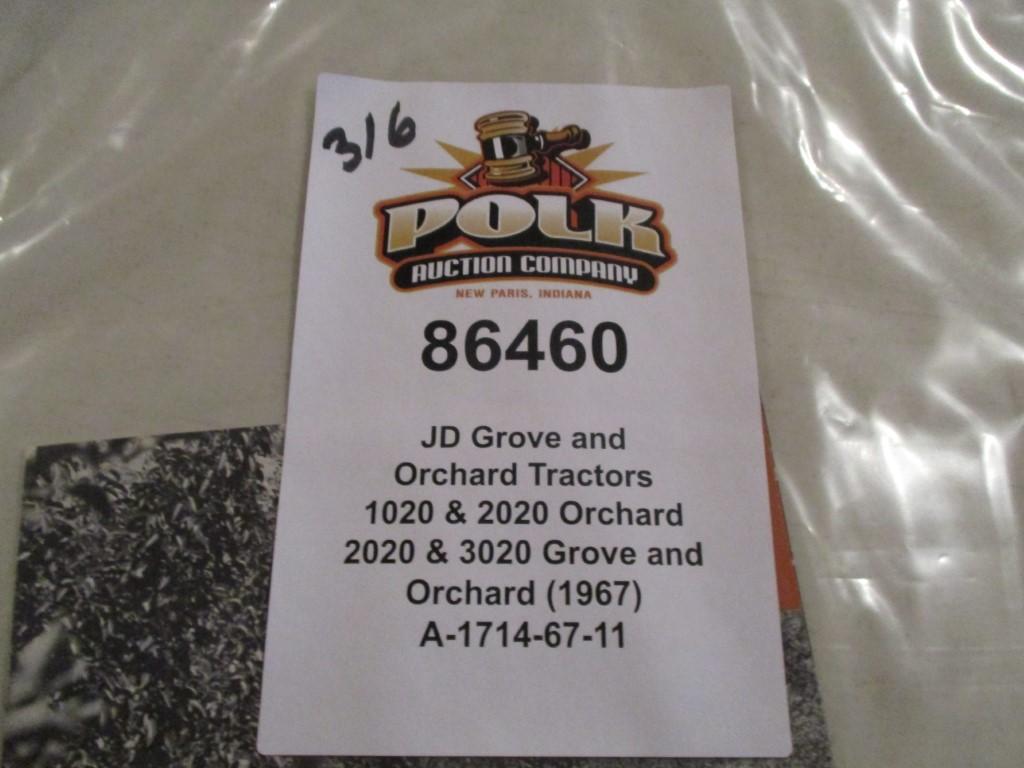 316
POLK
AUCTION COMPANY
NEW PARIS, INDIANA
86460
JD Grove and
Orchard Tractors
1020 & 2020 Orchard
2020 & 3020 Grove and
Orchard (1967)
A-1714-67-11